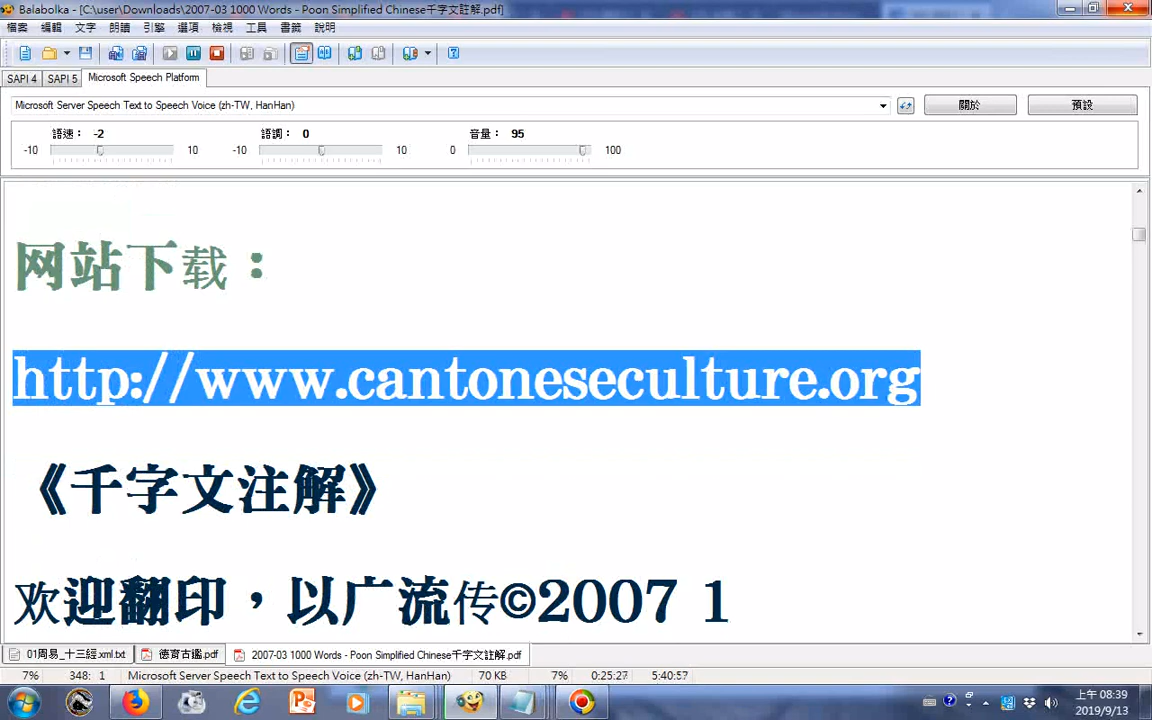 Balabolka - [C:\user\Downloads\2007-03 1000 Words - Poon Simplified Chinese千字文註解.pdf]
檔案 編輯 文字 朗讀 引擎 選項 檢視 工具 書籤 說明
SAPI 4 SAPI 5 Microsoft Speech Platform
Microsoft Server Speech Text to Speech Voice (zh-TW, HanHan) 關於 預設
語速： -2 語調： 0 音量： 95
-10 10 -10 10 0 100
网站下载：
http://www.cantoneseculture.org
《千字文注解》
欢迎翻印，以广流传©2007 1
01周易_十三經.xml.txt 德育古鑑.pdf 2007-03 1000 Words - Poon Simplified Chinese千字文註解.pdf
7% 348: 1 Microsoft Server Speech Text to Speech Voice (zh-TW, HanHan) 70 KB 7% 0:25:27 5:40:57
上午 08:39
2019/9/13